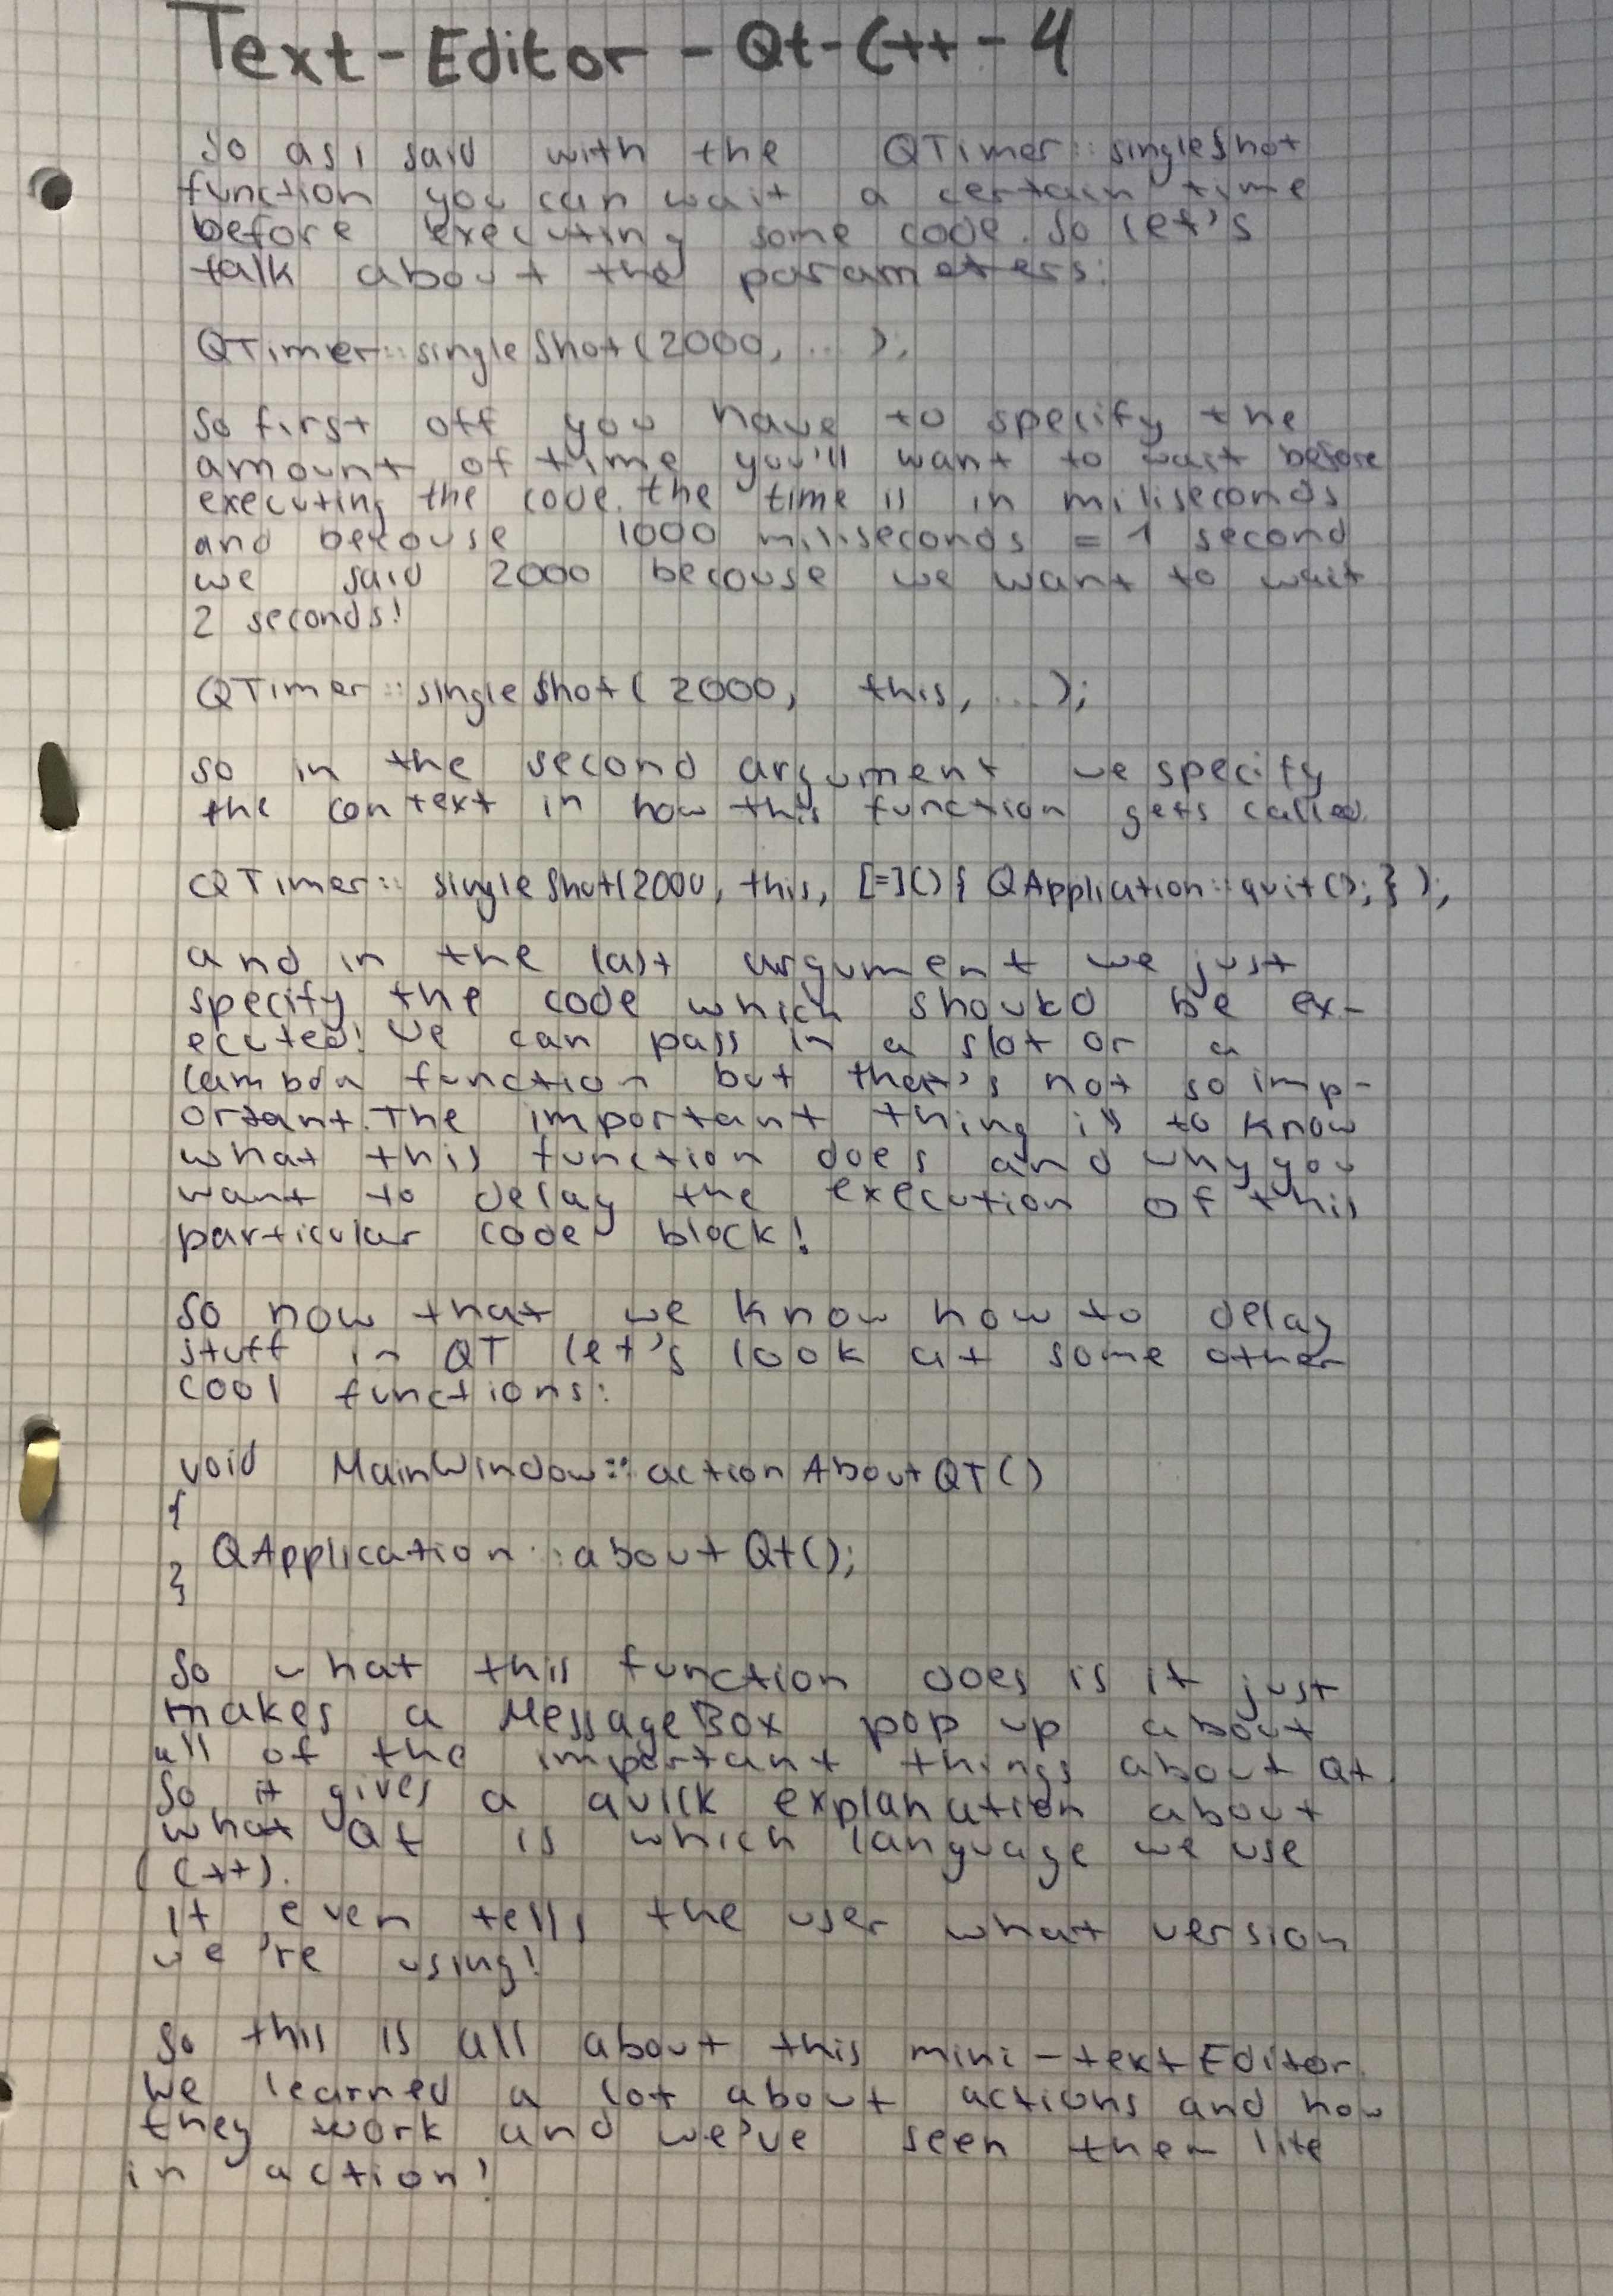 Text-Editor - Qt-C++ - 4
So as i said with the QTimer::singleShot
function you can wait a certain time
before executing some code. So let's
talk about the parameters:
QTimer::singleShot(2000, ... );
So first off you have to specify the
amount of time you'll want to wait before
executing the code. the time is in miliseconds
and becouse 1000 miliseconds = 1 second
we said 2000 becouse we want to wait
2 seconds!
QTimer::singleShot( 2000, this, ... );
so in the second argument we specify
the context in how this function gets called.
QTimer:: singleShot(2000, this, [=](){ QApplication::quit(); } );
and in the last argument we just
specify the code which should be ex-
ecuted! We can pass in a slot or a
lambda function but that's not so imp-
ortant. The important thing is to know
what this function does and why you
want to delay the execution of this
particular code block!
So now that we know how to delay
stuff in QT let's look at some other
cool functions:
void MainWindow::actionAboutQT()
{
QApplication::aboutQt();
}
So what this function does is it just
makes a MessageBox pop up about
all of the important things about Qt.
So it gives a quick explanation about
what Qt is which language we use
(C++).
it even tells the user what version
we're using!
So this is all about this mini-textEditor.
We learned a lot about actions and how
they work and we've seen them
in action!